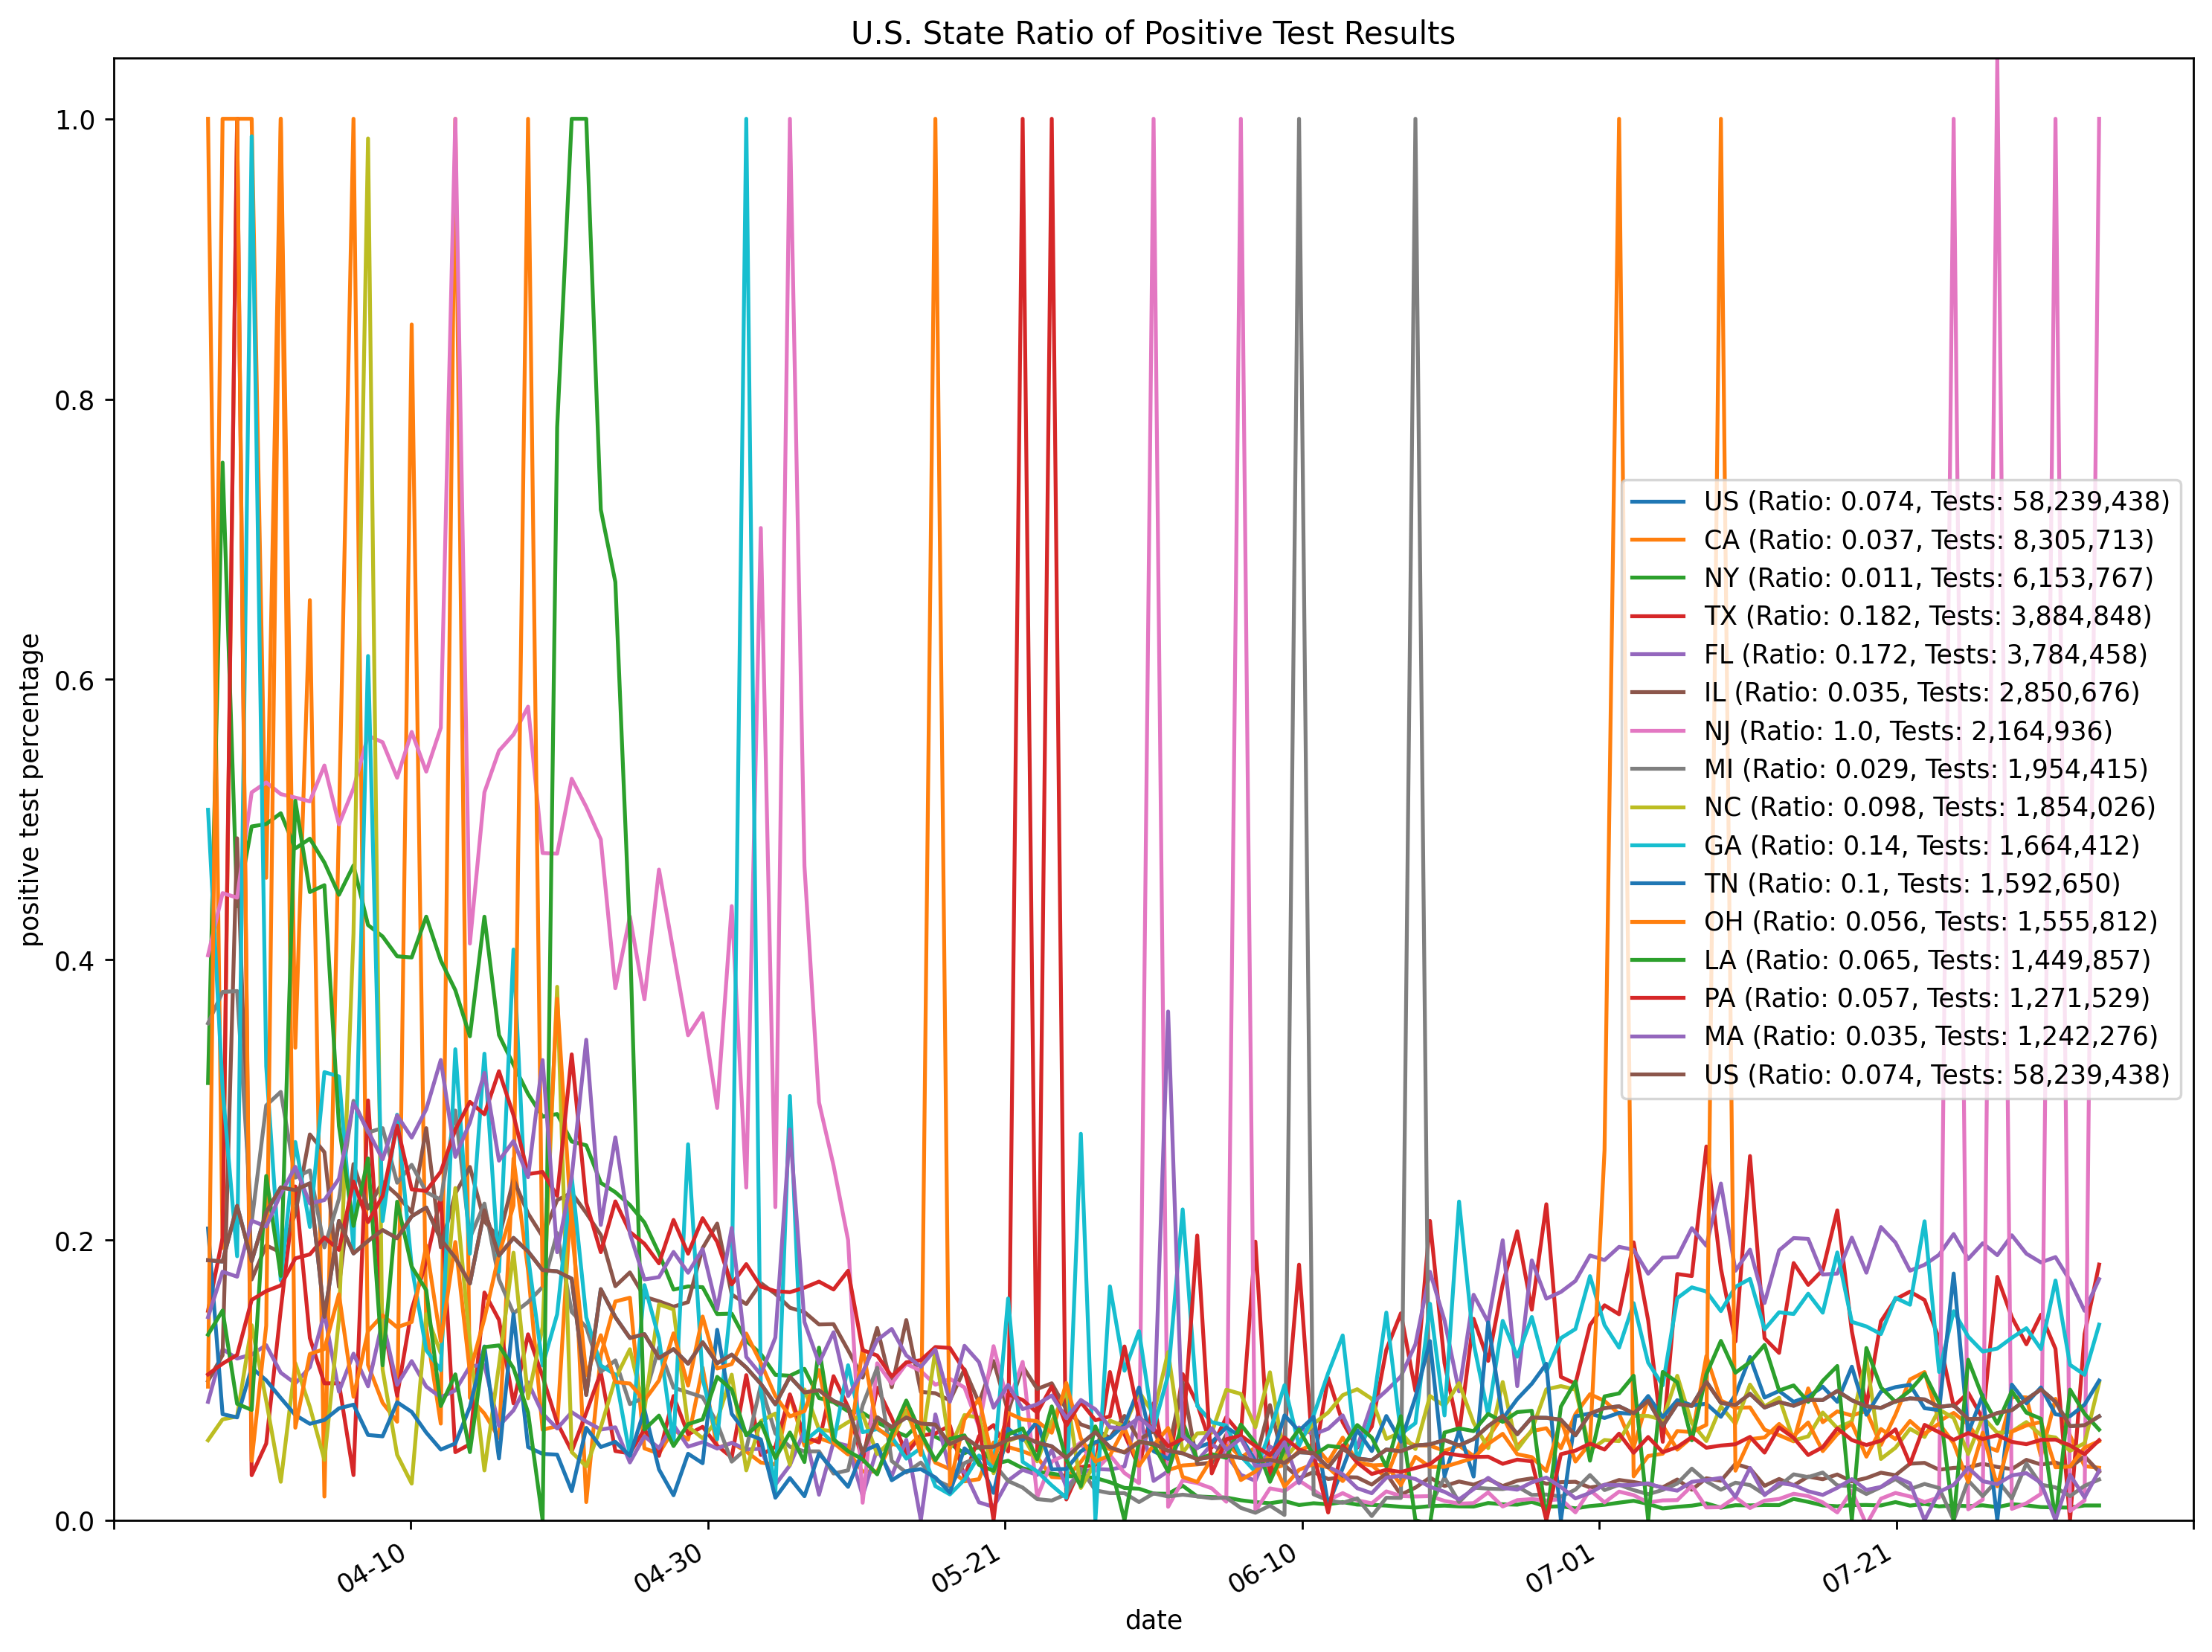 U.S. State Ratio of Positive Test Results
positive test percentage
1.0
0.8
0.6
0.4
0.2
0.0
US (Ratio: 0.074, Tests: 58,239,438)
CA (Ratio: 0.037, Tests: 8,305,713)
NY (Ratio: 0.011, Tests: 6,153,767)
TX (Ratio: 0.182, Tests: 3,884,848)
FL (Ratio: 0.172, Tests: 3,784,458)
IL (Ratio: 0.035, Tests: 2,850,676)
NJ (Ratio: 1.0, Tests: 2,164,936)
MI (Ratio: 0.029, Tests: 1,954,415)
NC (Ratio: 0.098, Tests: 1,854,026)
GA (Ratio: 0.14, Tests: 1,664,412)
TN (Ratio: 0.1, Tests: 1,592,650)
OH (Ratio: 0.056, Tests: 1,555,812)
LA (Ratio: 0.065, Tests: 1,449,857)
PA (Ratio: 0.057, Tests: 1,271,529)
MA (Ratio: 0.035, Tests: 1,242,276)
US (Ratio: 0.074, Tests: 58,239,438)
04-10
04-30
05-21
06-10
07-01
07-21
date